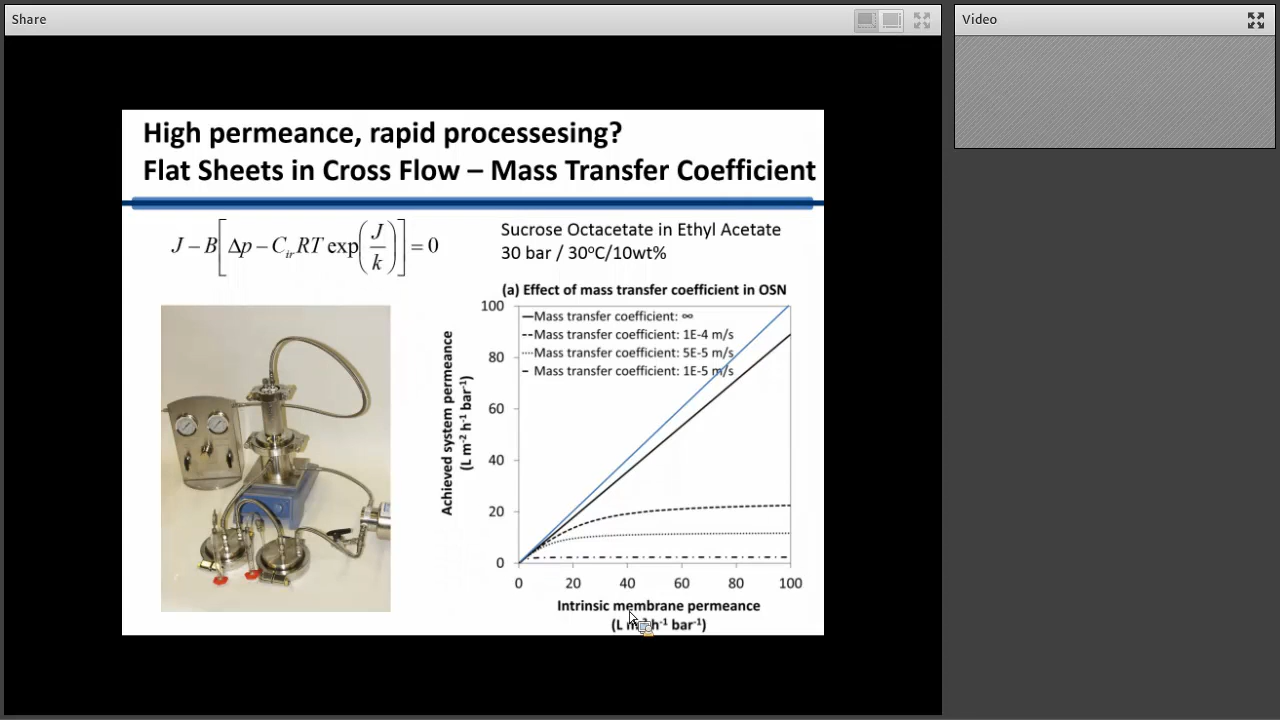 Share
Video
High permeance, rapid processesing?
Flat Sheets in Cross Flow – Mass Transfer Coefficient
J − B[Δp − C_ir RT exp(J/k)] = 0
Sucrose Octacetate in Ethyl Acetate
30 bar / 30°C/10wt%
(a) Effect of mass transfer coefficient in OSN
Mass transfer coefficient: ∞
Mass transfer coefficient: 1E-4 m/s
Mass transfer coefficient: 5E-5 m/s
Mass transfer coefficient: 1E-5 m/s
Achieved system permeance
(L m⁻² h⁻¹ bar⁻¹)
100
80
60
40
20
0
0 20 40 60 80 100
Intrinsic membrane permeance
(L h⁻¹ bar⁻¹)